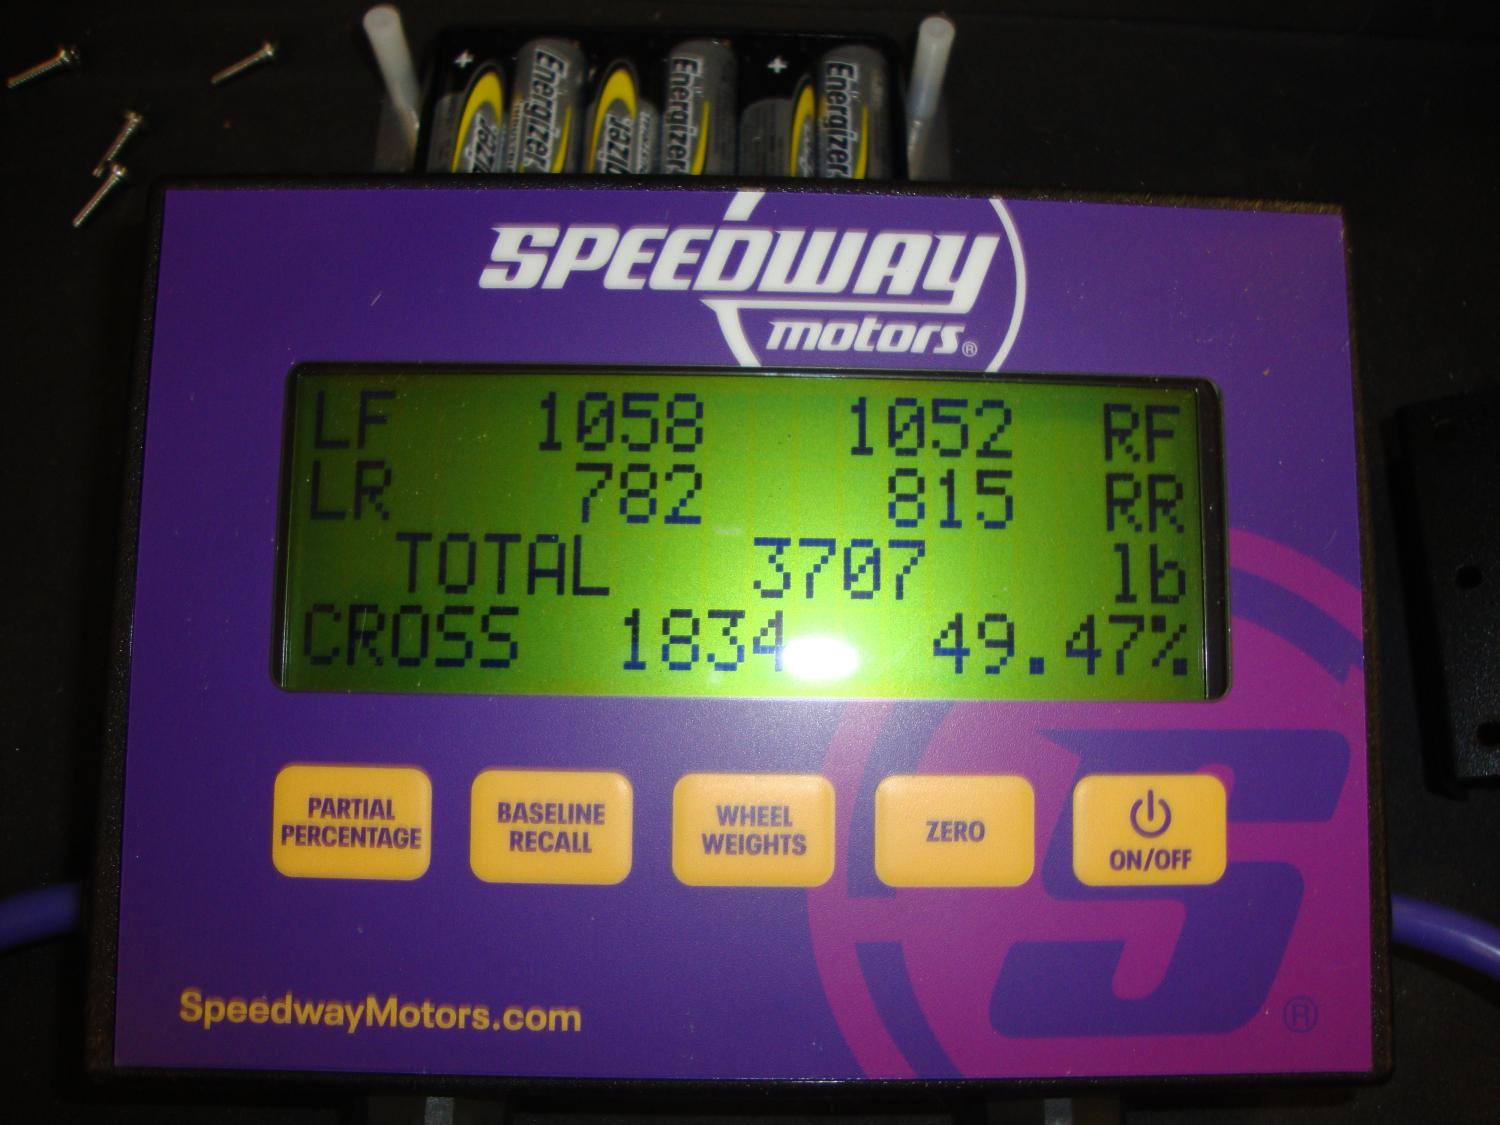 Energizer
Energizer
Energizer
SPEEDWAY
motors®
LF 1058 1052 RF
LR 782 815 RR
TOTAL 3707 lb
CROSS 1834 49.47%
PARTIAL PERCENTAGE
BASELINE RECALL
WHEEL WEIGHTS
ZERO
ON/OFF
SpeedwayMotors.com
S ®